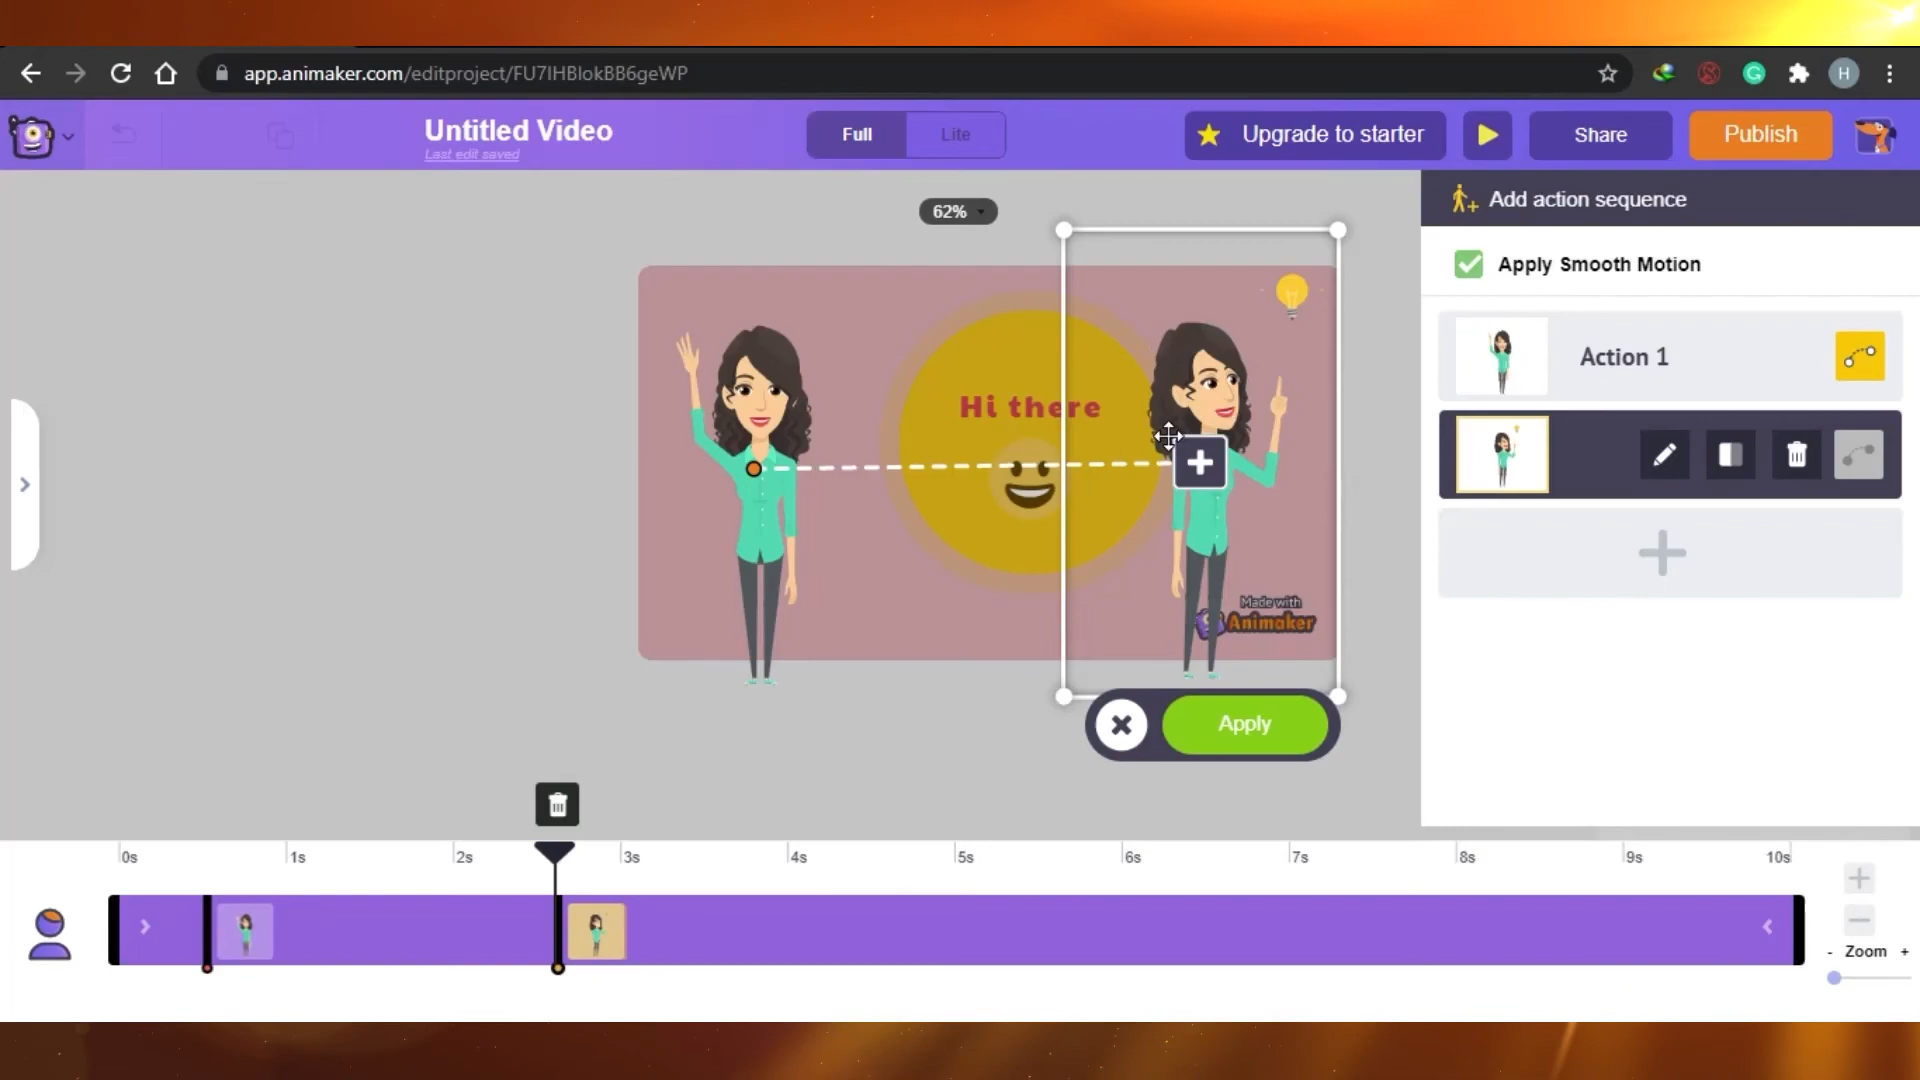 app.animaker.com/editproject/FU7IHBlokBB6geWP
H
Untitled Video
Last edit saved
Full
Lite
Upgrade to starter
Share
Publish
62%
Add action sequence
Apply Smooth Motion
Action 1
Hi there
Made with
Animaker
Apply
0s
1s
2s
3s
4s
5s
6s
7s
8s
9s
10s
- Zoom +